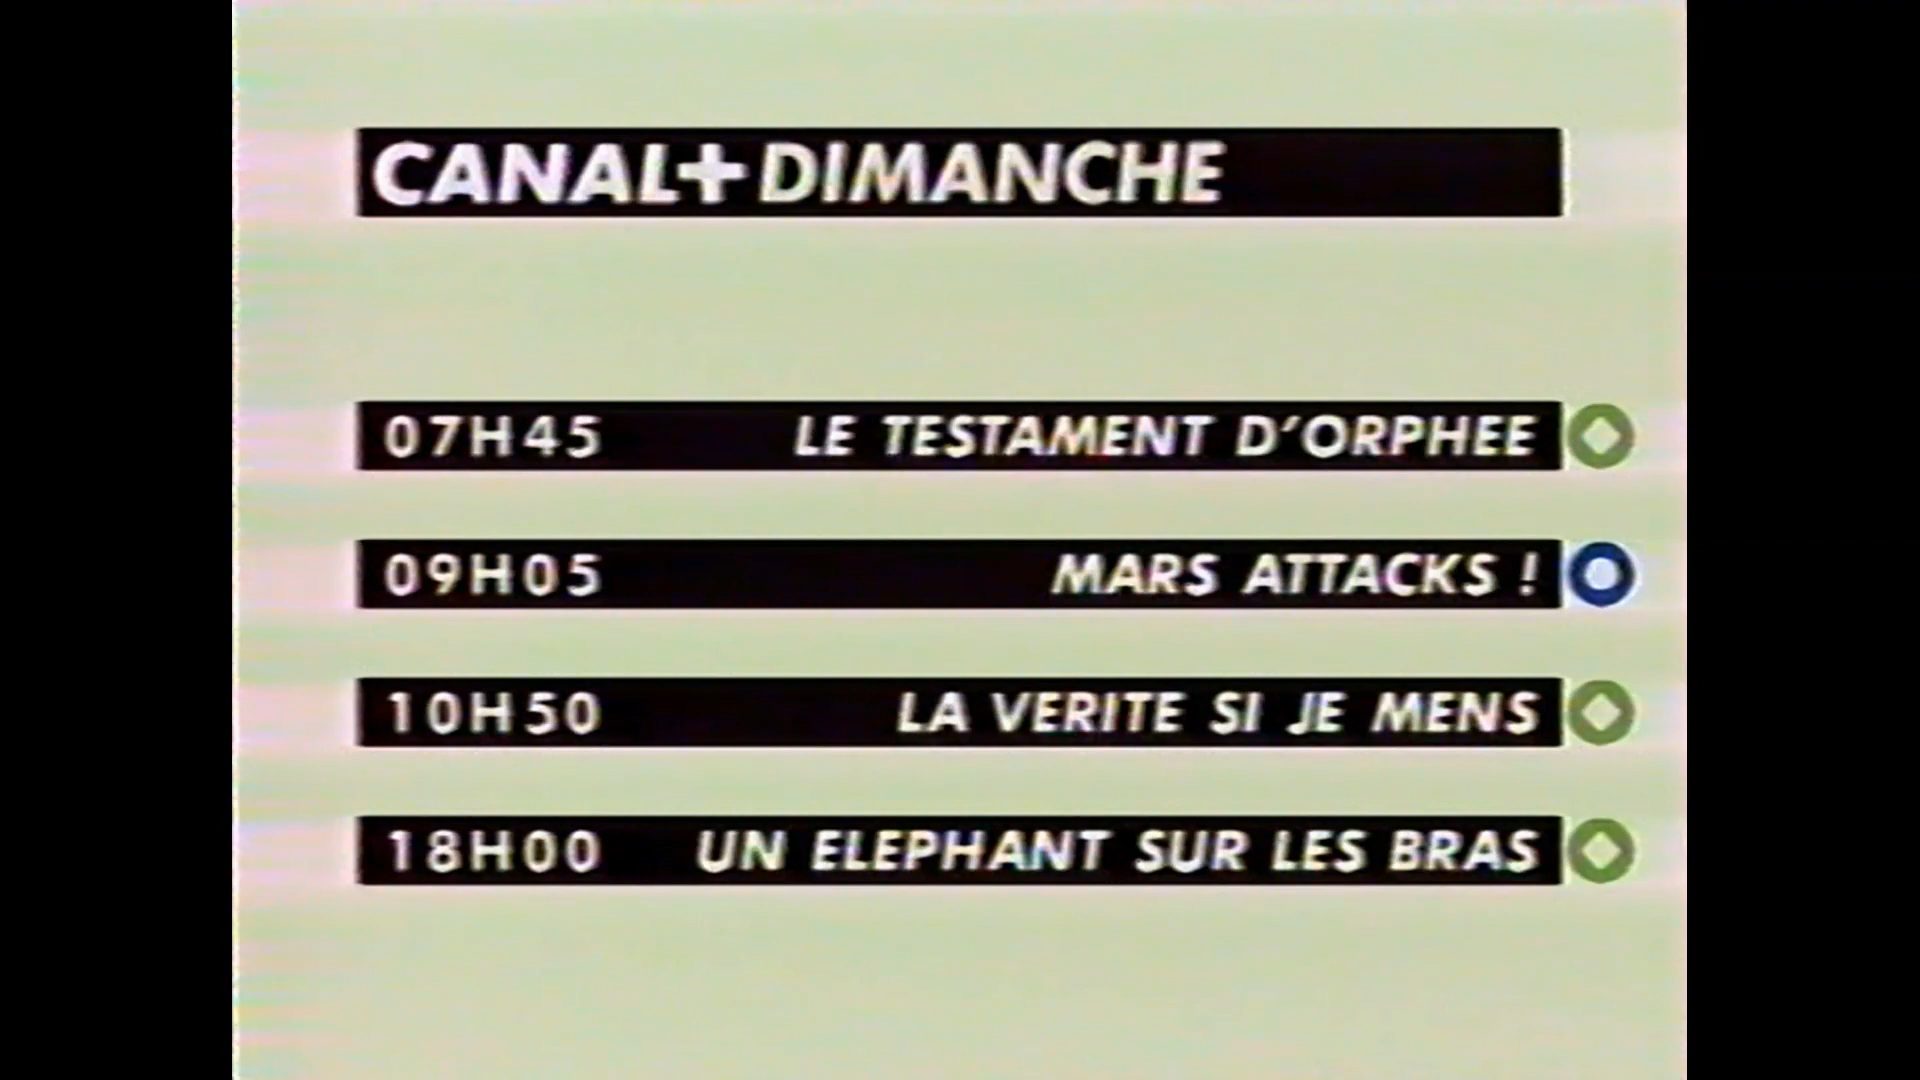 CANAL+ DIMANCHE
07H45 LE TESTAMENT D'ORPHEE
09H05 MARS ATTACKS !
10H50 LA VERITE SI JE MENS
18H00 UN ELEPHANT SUR LES BRAS